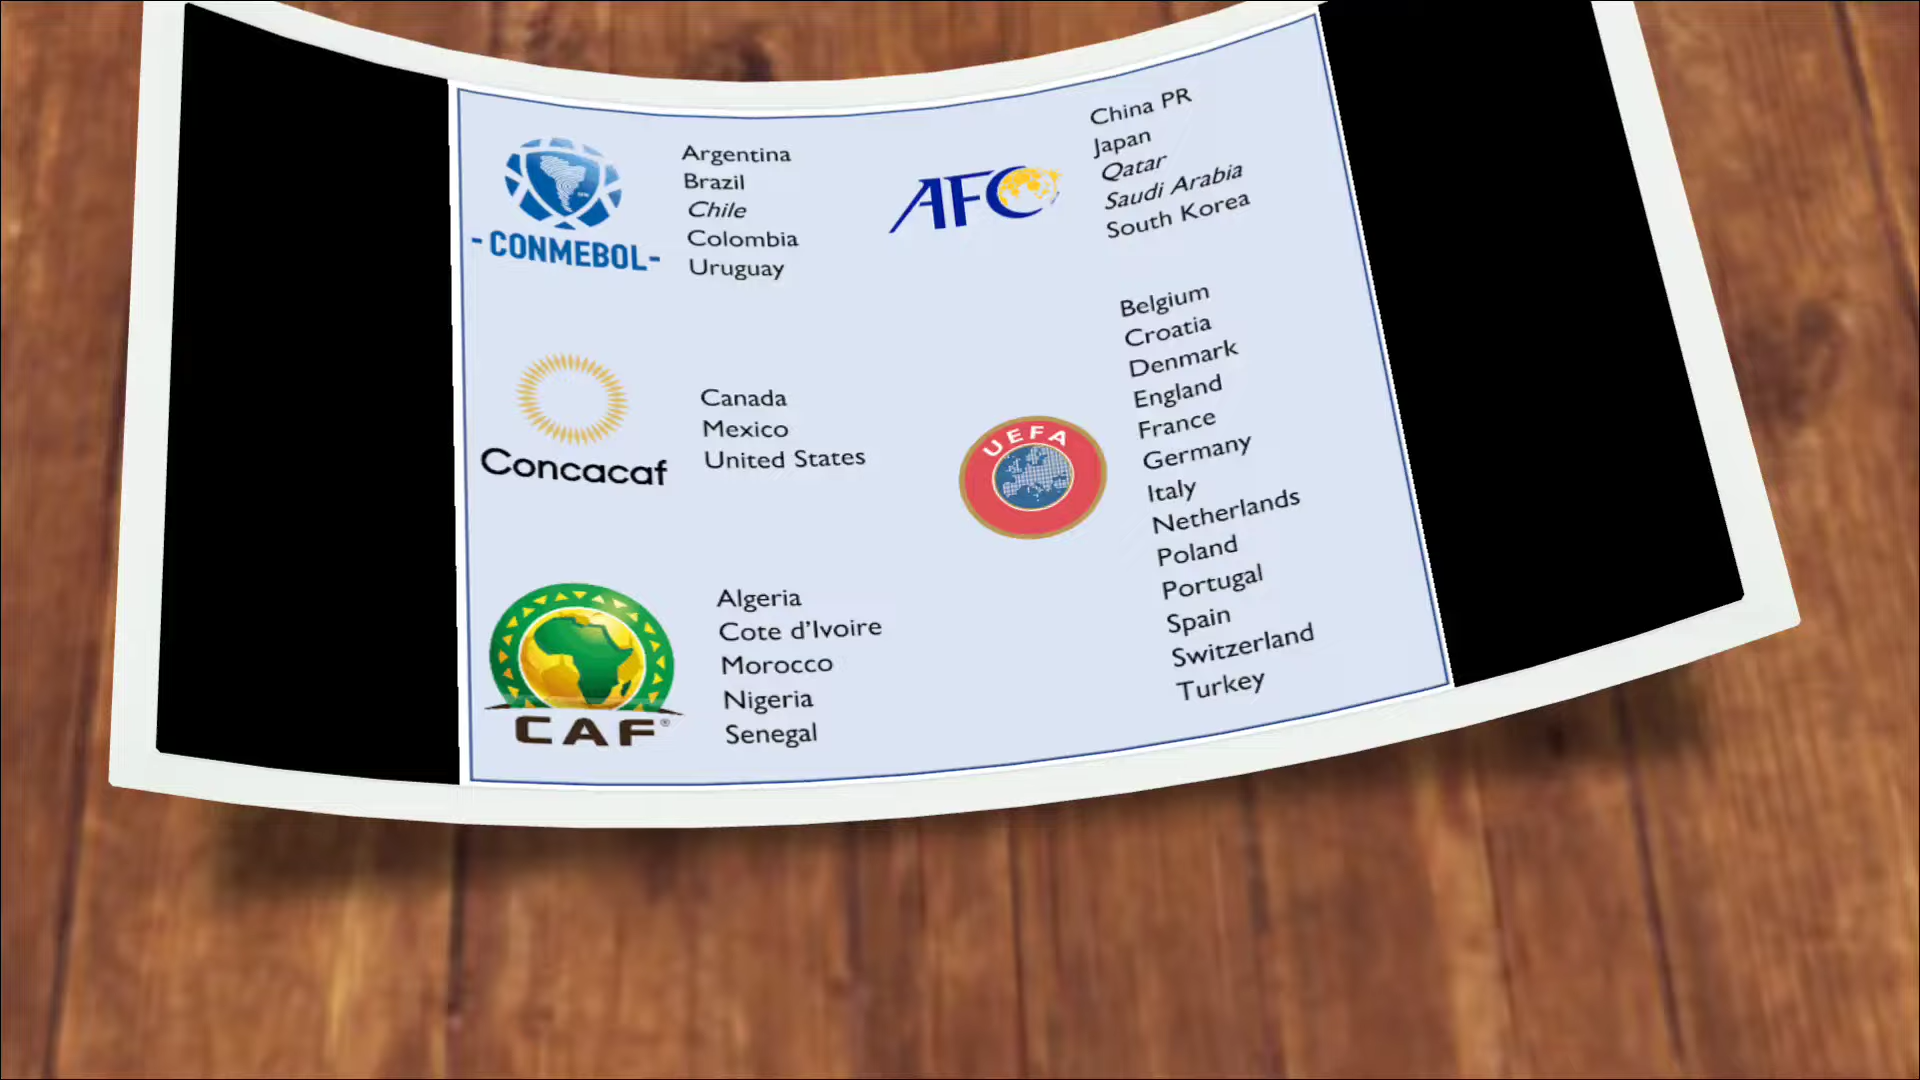 - CONMEBOL -
Argentina
Brazil
Chile
Colombia
Uruguay
AFC
China PR
Japan
Qatar
Saudi Arabia
South Korea
Concacaf
Canada
Mexico
United States
UEFA
Belgium
Croatia
Denmark
England
France
Germany
Italy
Netherlands
Poland
Portugal
Spain
Switzerland
Turkey
CAF®
Algeria
Cote d'Ivoire
Morocco
Nigeria
Senegal